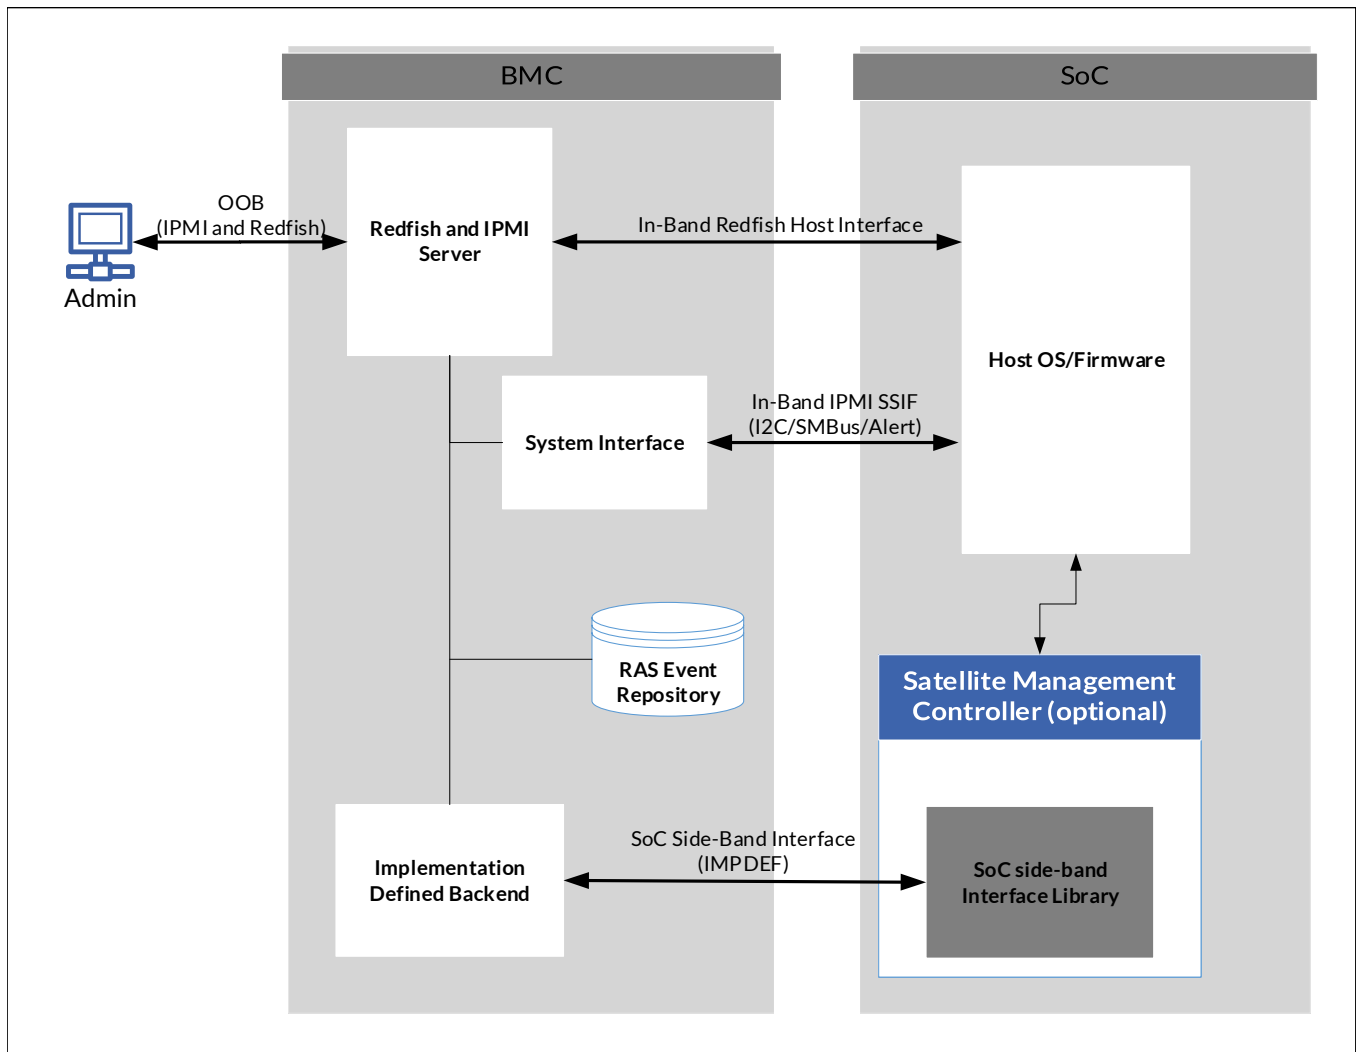 BMC
SoC
OOB
(IPMI and Redfish)
Admin
Redfish and IPMI
Server
In-Band Redfish Host Interface
Host OS/Firmware
System Interface
In-Band IPMI SSIF
(I2C/SMBus/Alert)
RAS Event
Repository
Satellite Management
Controller (optional)
Implementation
Defined Backend
SoC Side-Band Interface
(IMPDEF)
SoC side-band
Interface Library